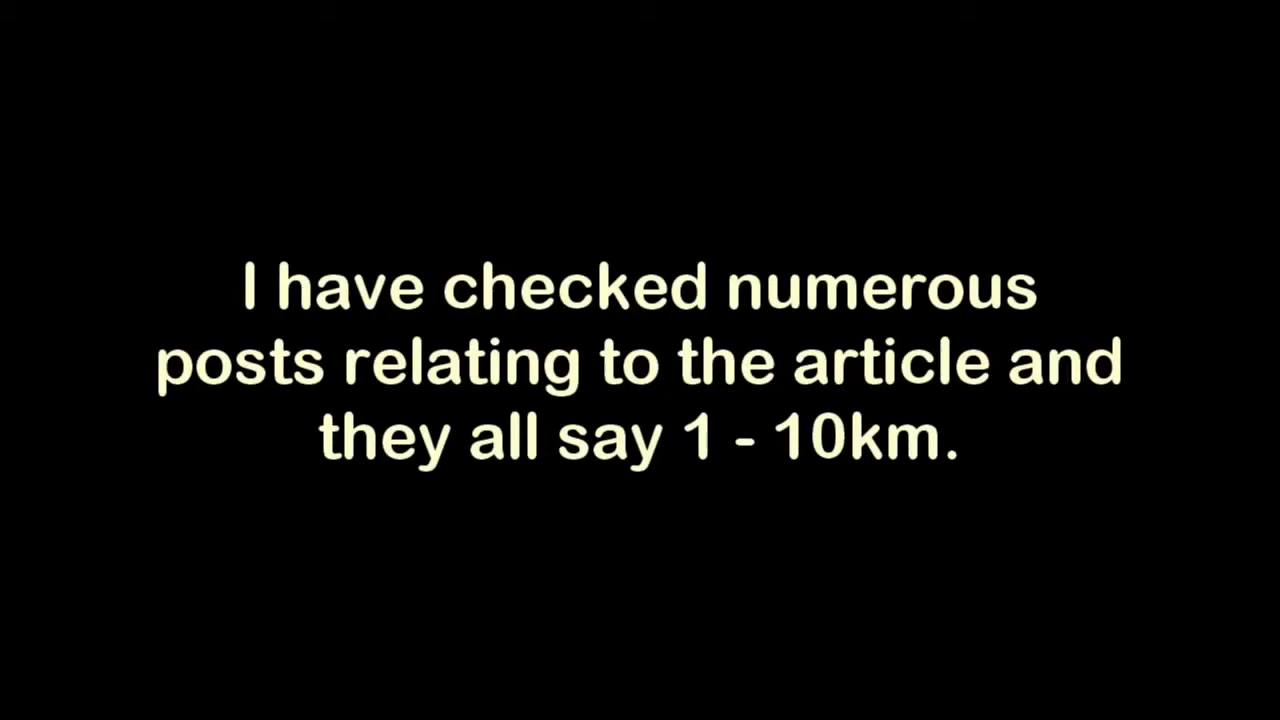 I have checked numerous
posts relating to the article and
they all say 1 - 10km.